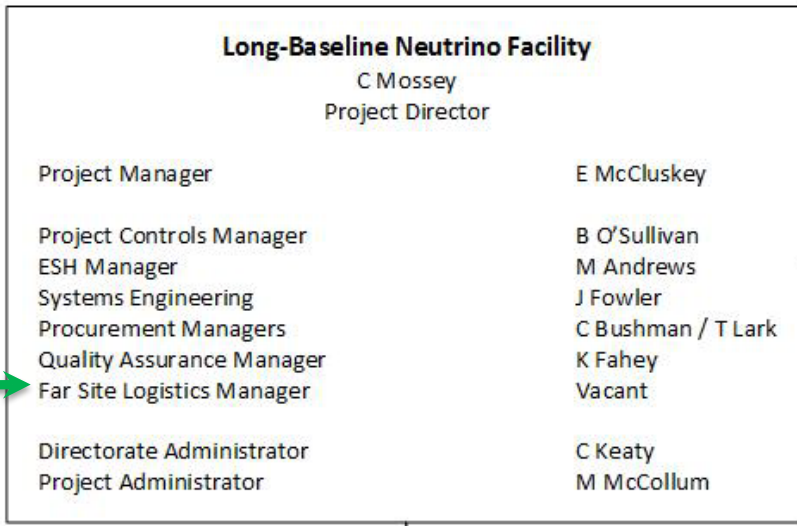 Long-Baseline Neutrino Facility
C Mossey
Project Director
Project Manager E McCluskey
Project Controls Manager B O'Sullivan
ESH Manager M Andrews
Systems Engineering J Fowler
Procurement Managers C Bushman / T Lark
Quality Assurance Manager K Fahey
Far Site Logistics Manager Vacant
Directorate Administrator C Keaty
Project Administrator M McCollum